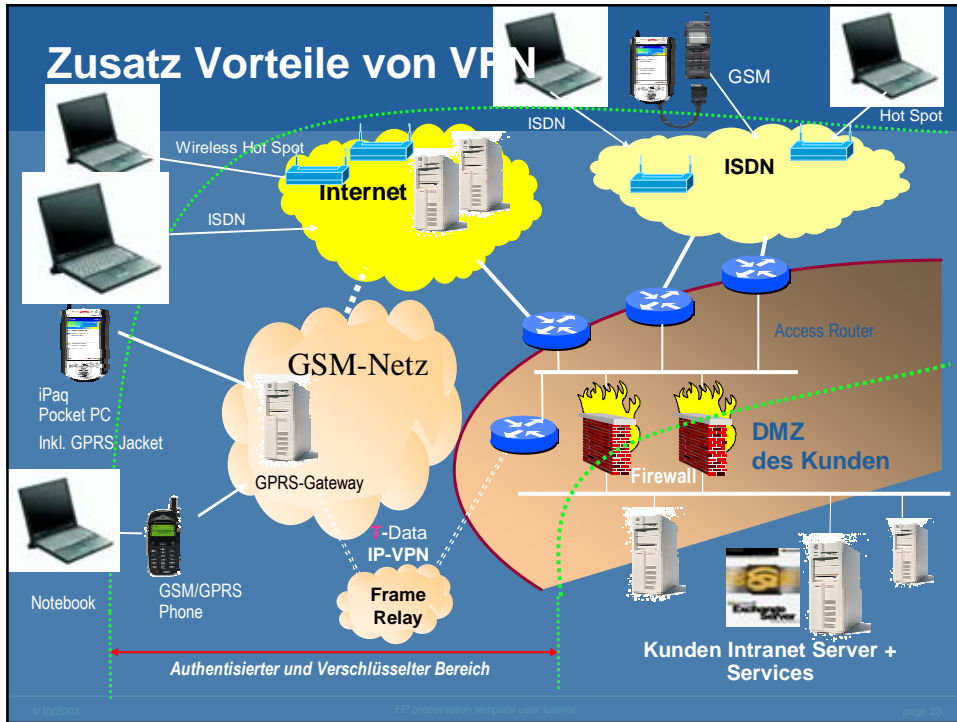 Zusatz Vorteile von VPN
GSM
ISDN
Hot Spot
Wireless Hot Spot
Internet
ISDN
ISDN
GSM-Netz
Access Router
iPaq
Pocket PC
Inkl. GPRS Jacket
GPRS-Gateway
DMZ
des Kunden
Firewall
T-Data
IP-VPN
Frame
Relay
Notebook
GSM/GPRS
Phone
Exchange
Server
Kunden Intranet Server +
Services
Authentisierter und Verschlüsselter Bereich
4/10/2003
HP presentation template user tutorial
page 23